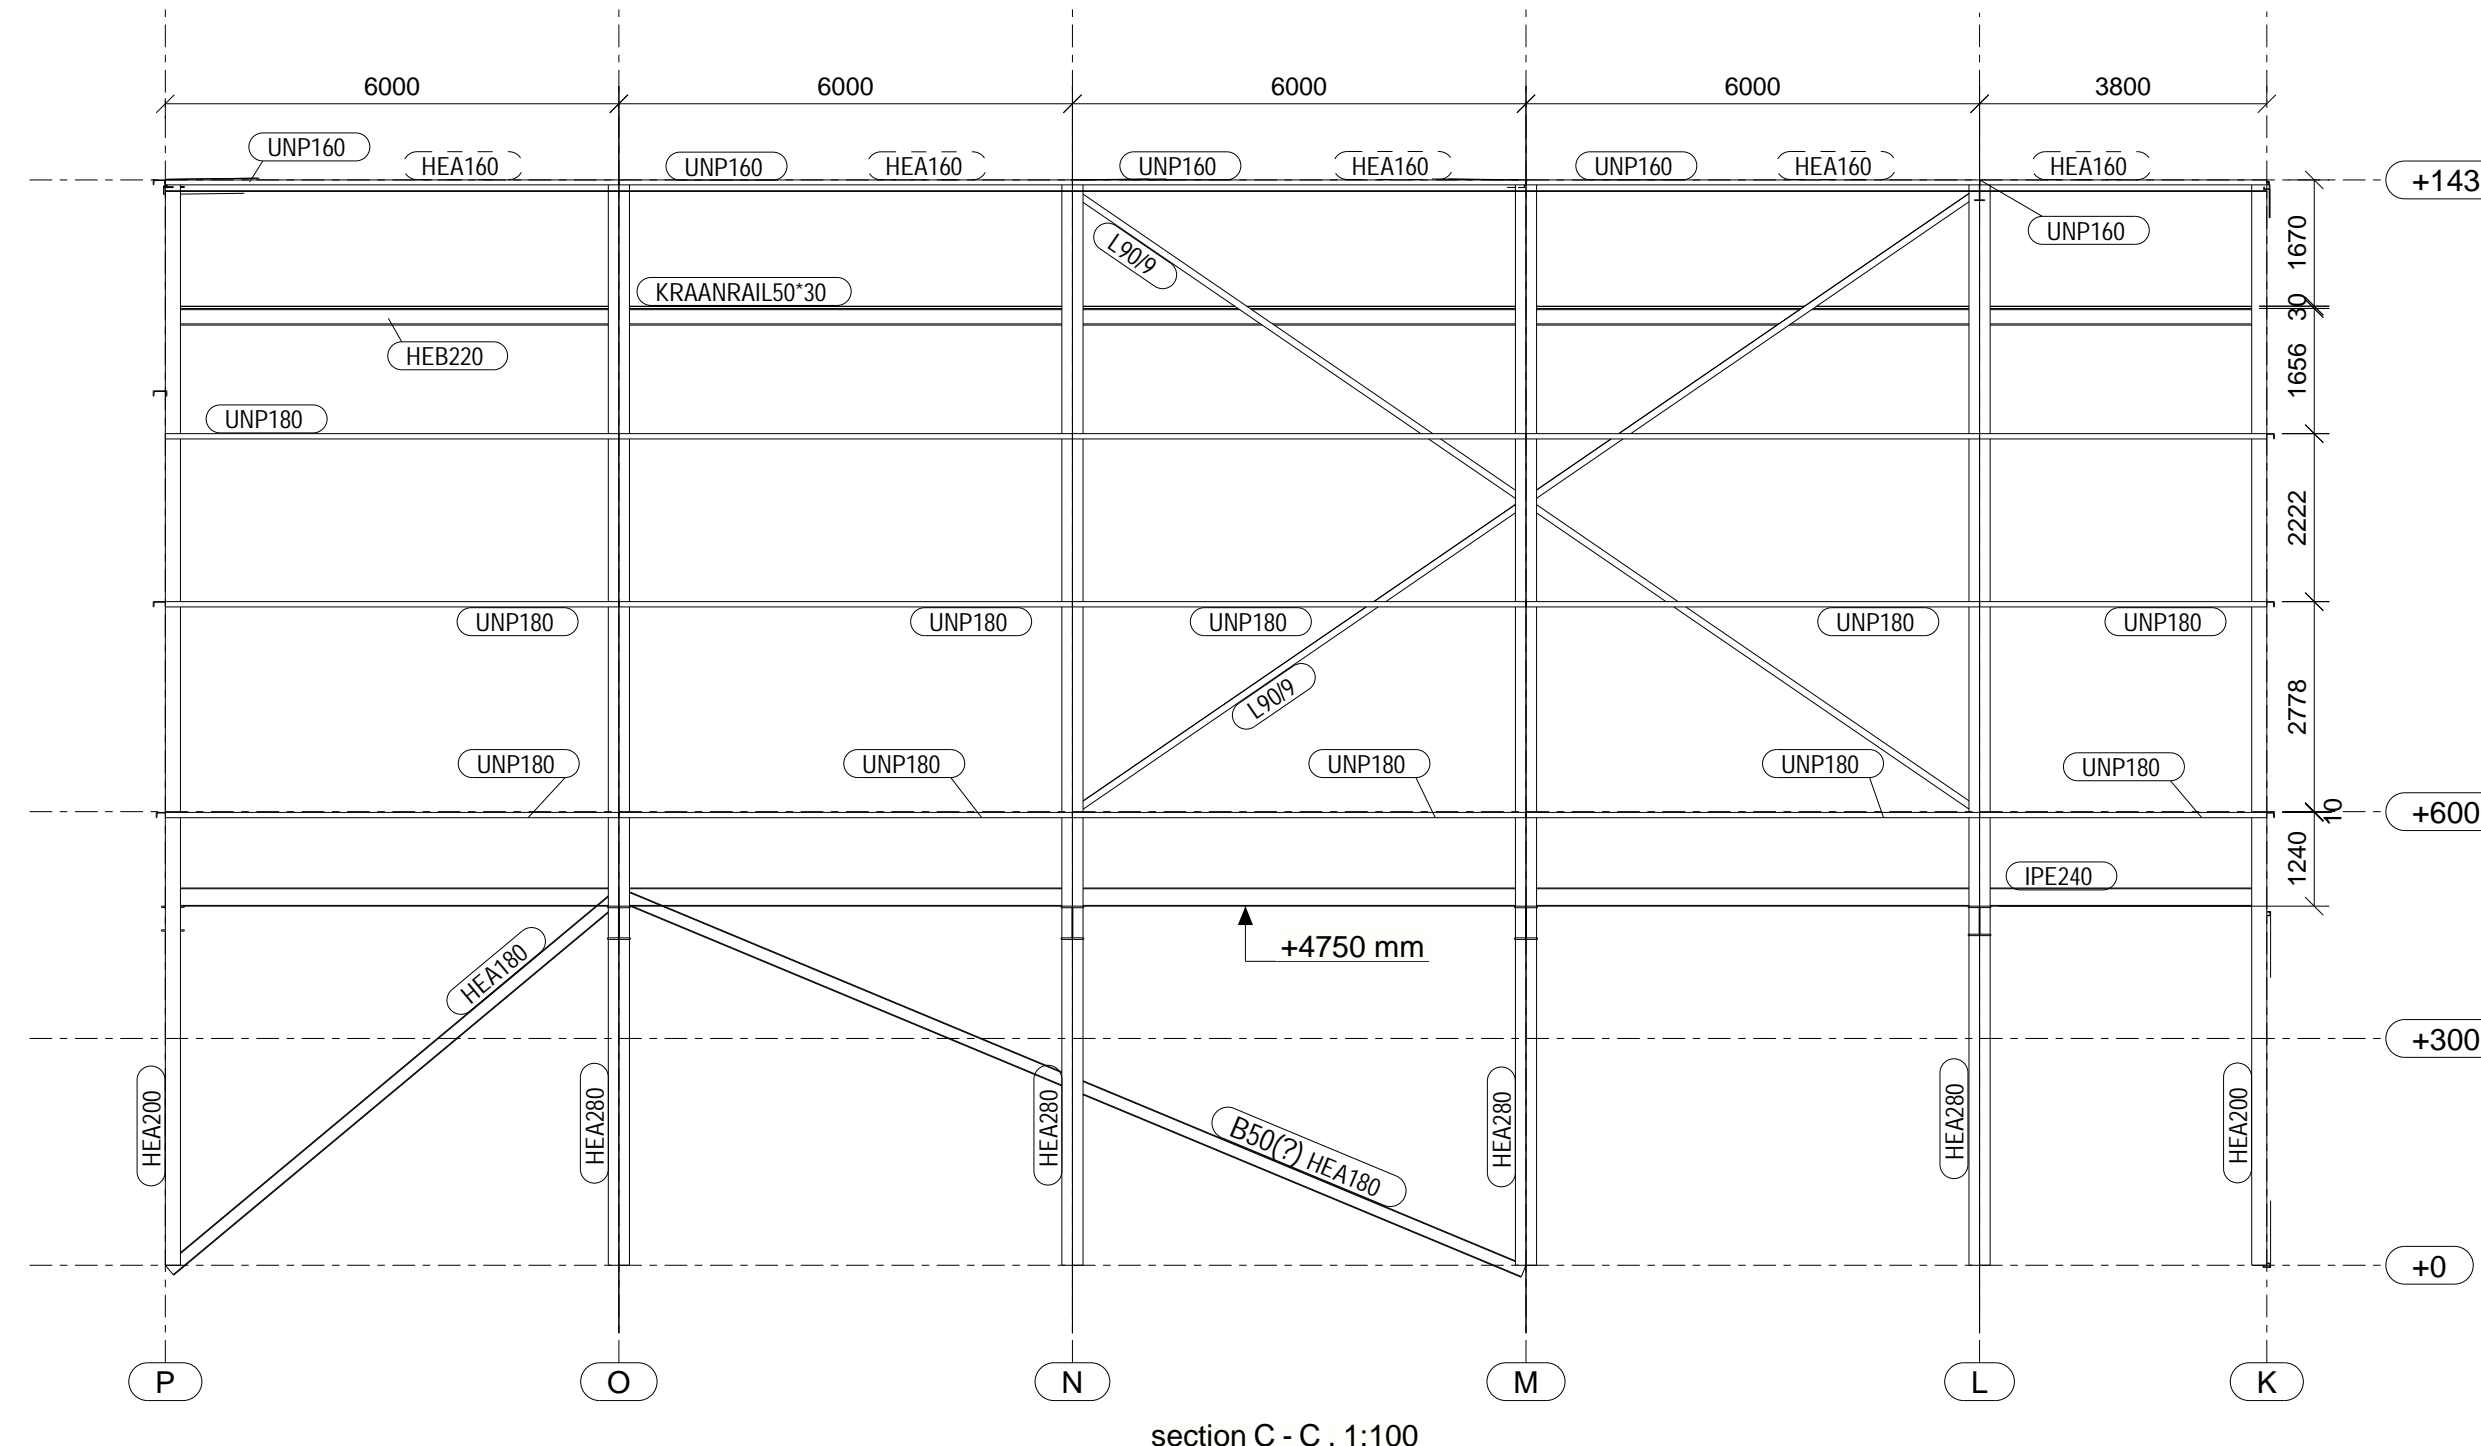 6000 6000 6000 6000 3800
UNP160 HEA160 UNP160 HEA160 UNP160 HEA160 UNP160 HEA160 HEA160
+143
UNP160
1670
L90/9
KRAANRAIL50*30
30
HEB220
1656
UNP180
2222
UNP180 UNP180 UNP180 UNP180 UNP180
L90/9
2778
UNP180 UNP180 UNP180 UNP180 UNP180
10
+600
1240
IPE240
+4750 mm
HEA180
+300
HEA200 HEA280 HEA280 HEA280 HEA280 HEA200
B50(?) HEA180
+0
P O N M L K
section C - C . 1:100